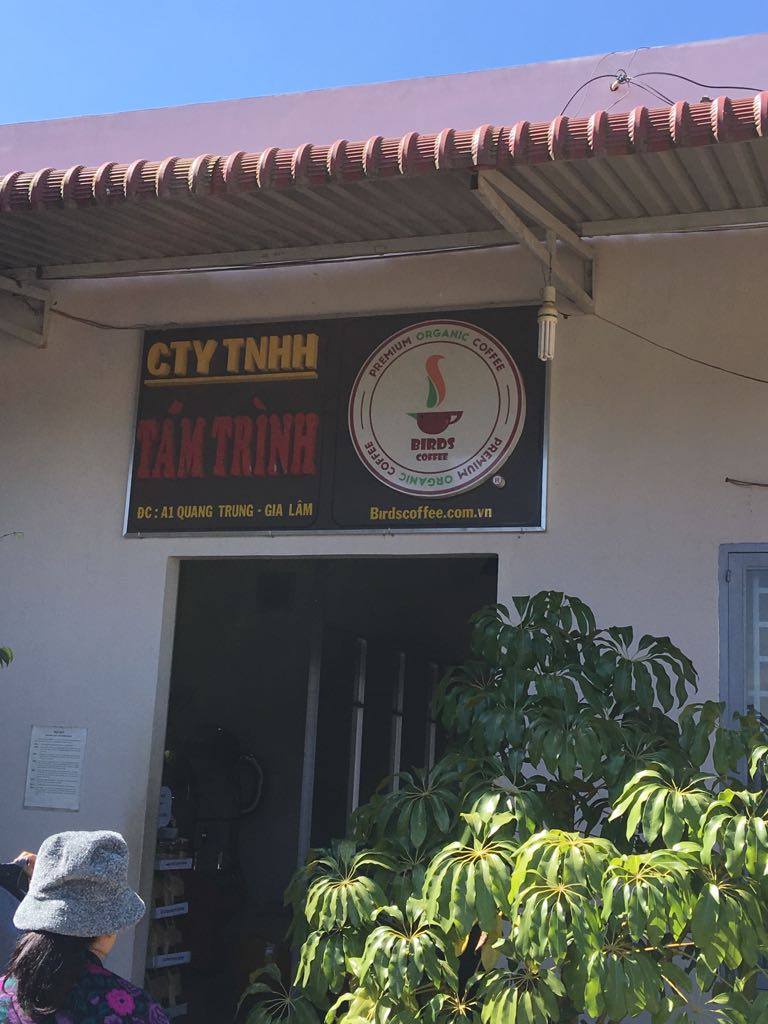 CTY TNHH
TÁM TRÌNH
ĐC : A1 QUANG TRUNG - GIA LÂM
PREMIUM ORGANIC COFFEE
BIRDS
COFFEE
PREMIUM ORGANIC COFFEE
R
Birdscoffee.com.vn